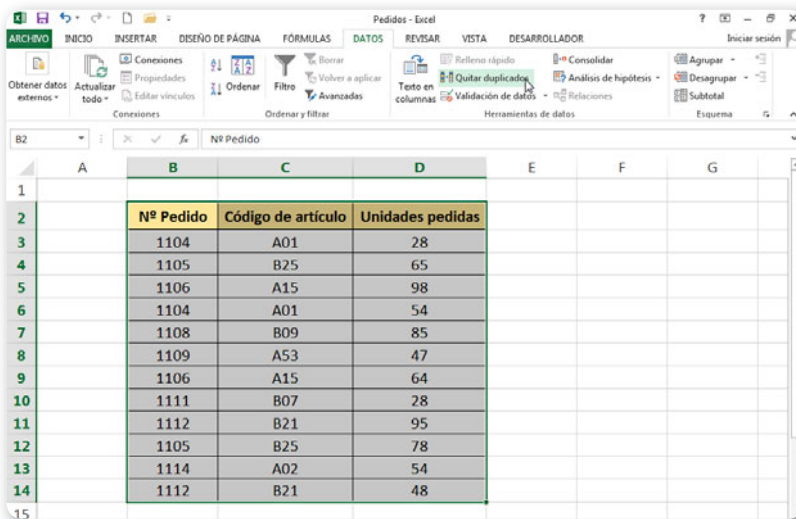 Pedidos - Excel
ARCHIVO INICIO INSERTAR DISEÑO DE PÁGINA FÓRMULAS DATOS REVISAR VISTA DESARROLLADOR Iniciar sesión
Obtener datos externos
Actualizar todo
Conexiones
Propiedades
Editar vínculos
Conexiones
Ordenar
Filtro
Borrar
Volver a aplicar
Avanzadas
Ordenar y filtrar
Texto en columnas
Relleno rápido
Quitar duplicados
Validación de datos
Consolidar
Análisis de hipótesis
Relaciones
Herramientas de datos
Agrupar
Desagrupar
Subtotal
Esquema
B2 fx Nº Pedido
A B C D E F G
1
2 Nº Pedido Código de artículo Unidades pedidas
3 1104 A01 28
4 1105 B25 65
5 1106 A15 98
6 1104 A01 54
7 1108 B09 85
8 1109 A53 47
9 1106 A15 64
10 1111 B07 28
11 1112 B21 95
12 1105 B25 78
13 1114 A02 54
14 1112 B21 48
15